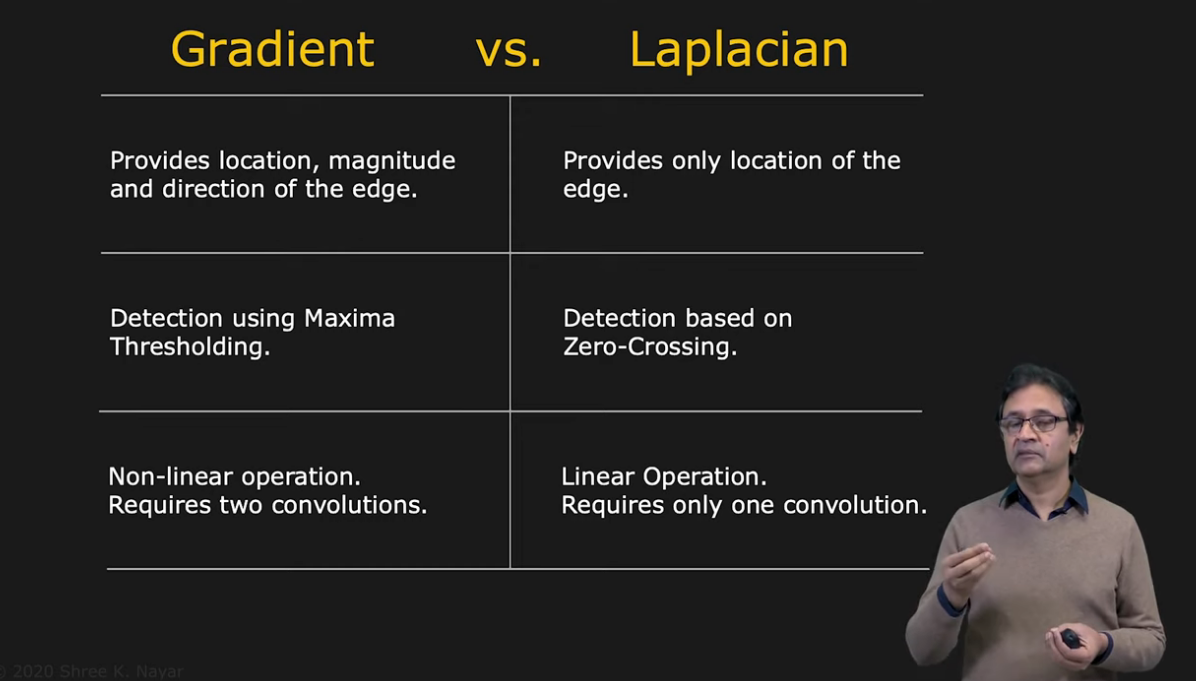 Gradient vs. Laplacian
Provides location, magnitude
and direction of the edge.
Provides only location of the
edge.
Detection using Maxima
Thresholding.
Detection based on
Zero-Crossing.
Non-linear operation.
Requires two convolutions.
Linear Operation.
Requires only one convolution.
© 2020 Shree K. Nayar